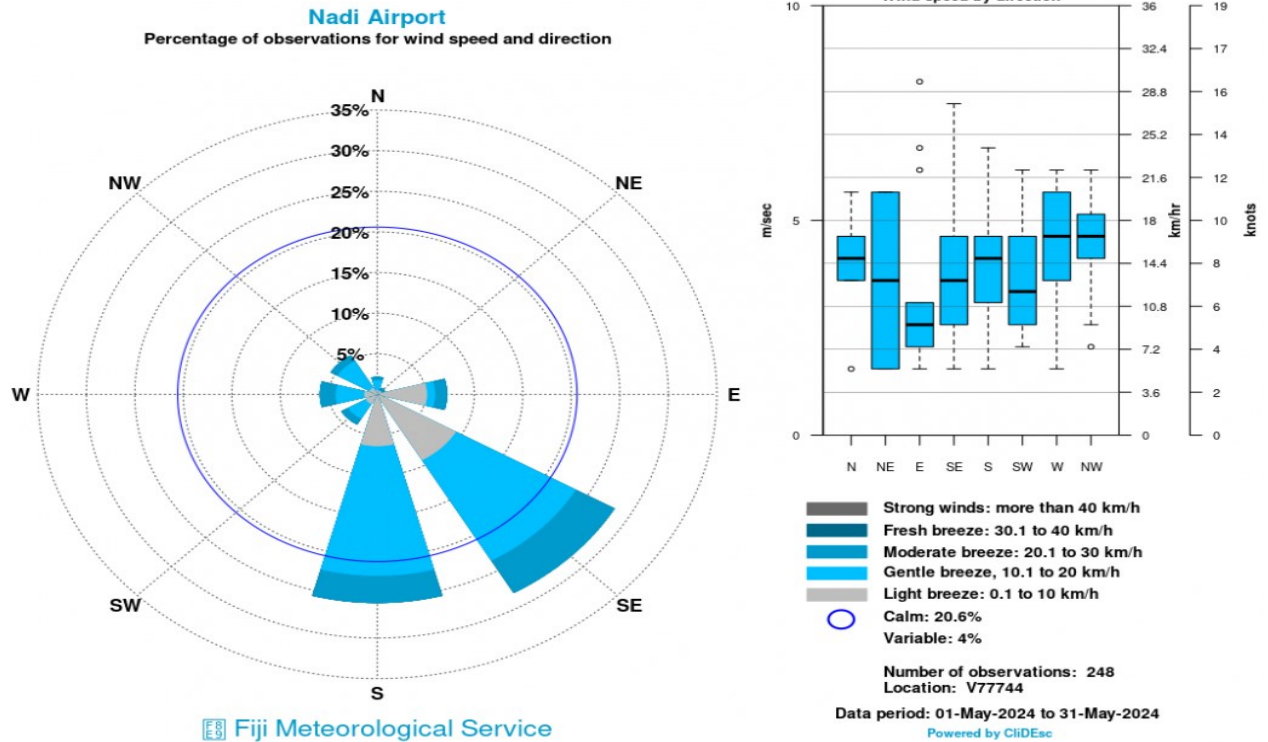 Nadi Airport
Percentage of observations for wind speed and direction
N
NE
E
SE
S
SW
W
NW
35%
30%
25%
20%
15%
10%
5%
Fiji Meteorological Service
Wind speed by direction
10
5
0
m/sec
36
32.4
28.8
25.2
21.6
18
14.4
10.8
7.2
3.6
0
km/hr
19
17
16
14
12
10
8
6
4
2
0
knots
N NE E SE S SW W NW
Strong winds: more than 40 km/h
Fresh breeze: 30.1 to 40 km/h
Moderate breeze: 20.1 to 30 km/h
Gentle breeze, 10.1 to 20 km/h
Light breeze: 0.1 to 10 km/h
Calm: 20.6%
Variable: 4%
Number of observations: 248
Location: V77744
Data period: 01-May-2024 to 31-May-2024
Powered by CliDEsc